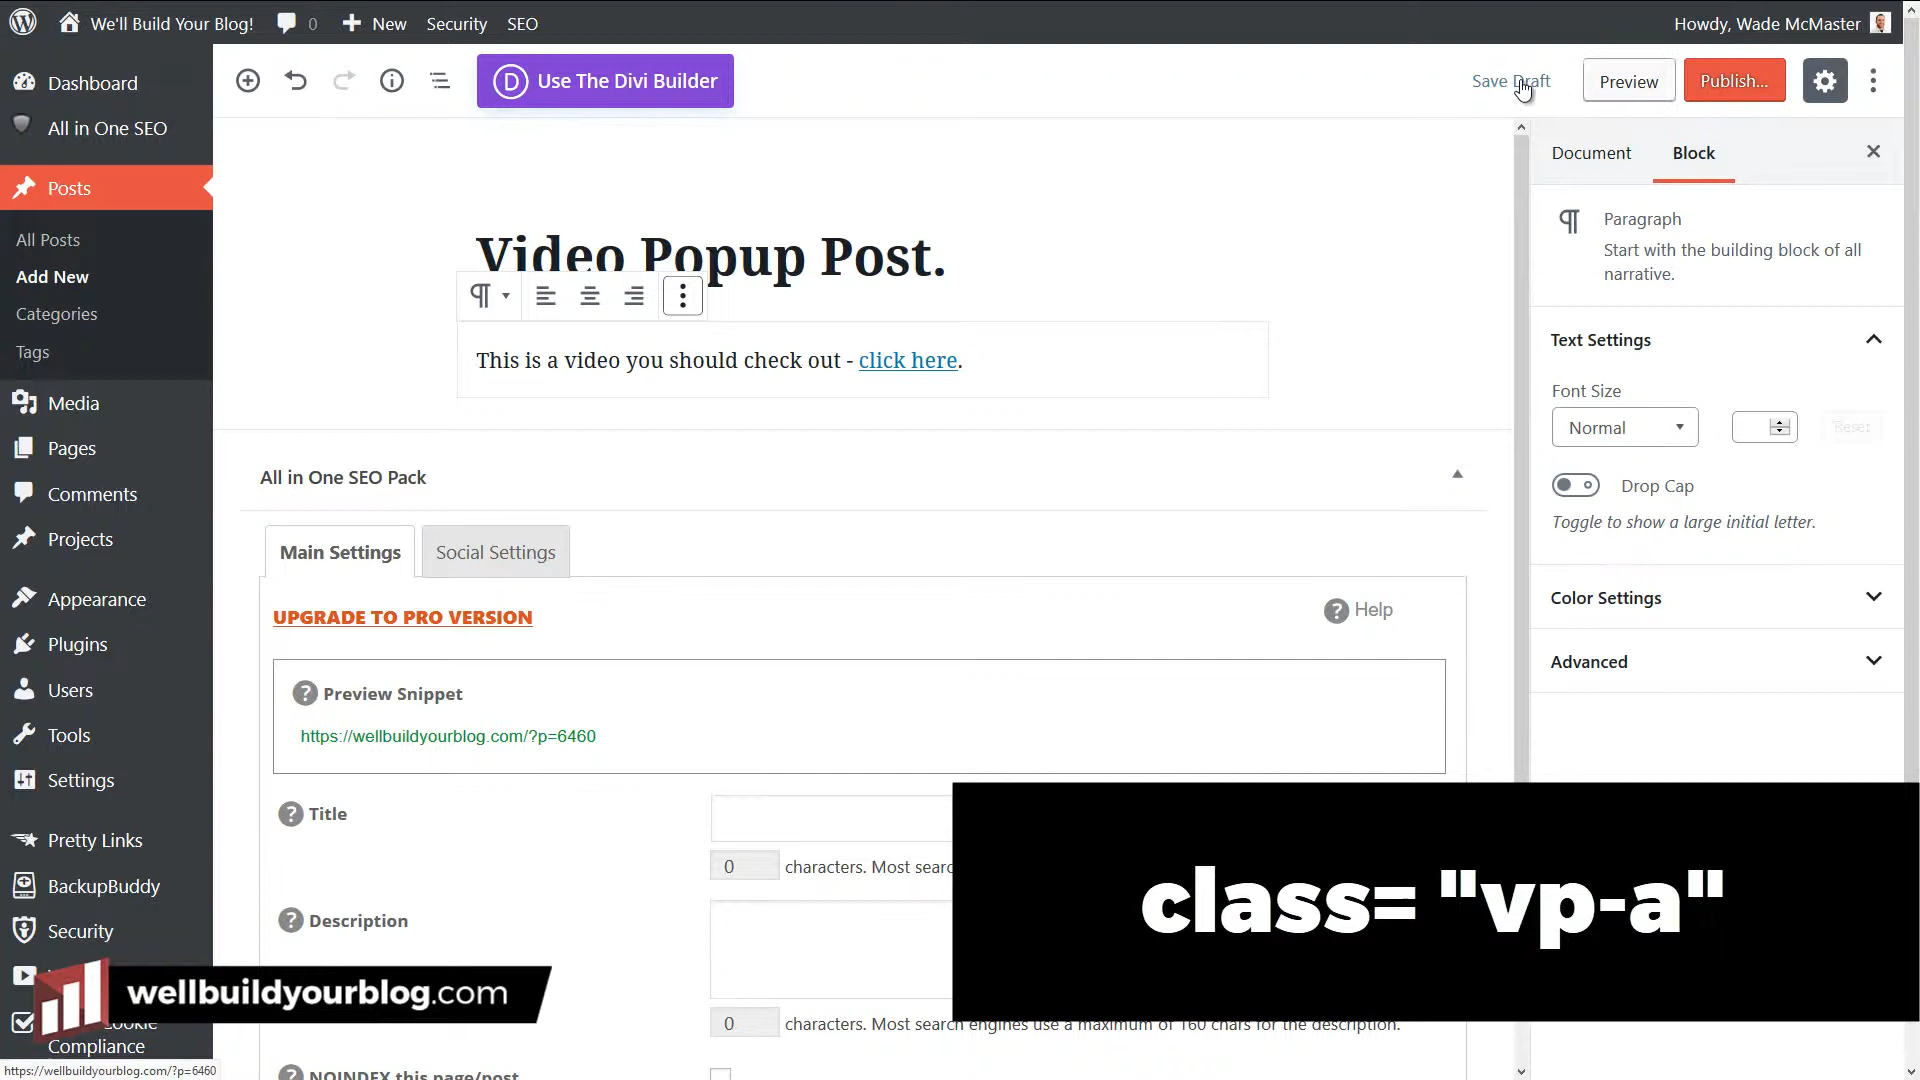 We'll Build Your Blog! 0 New Security SEO Howdy, Wade McMaster
Dashboard
All in One SEO
Posts
All Posts
Add New
Categories
Tags
Media
Pages
Comments
Projects
Appearance
Plugins
Users
Tools
Settings
Pretty Links
BackupBuddy
Security
Compliance
Use The Divi Builder
Save Draft Preview Publish...
Video Popup Post.
This is a video you should check out - click here.
All in One SEO Pack
Main Settings Social Settings
UPGRADE TO PRO VERSION
Help
Preview Snippet
https://wellbuildyourblog.com/?p=6460
Title
0 characters. Most searc
Description
0 characters. Most search engines use a maximum of 160 chars for the description.
NOINDEX this page/post
Document Block
Paragraph
Start with the building block of all
narrative.
Text Settings
Font Size
Normal Reset
Drop Cap
Toggle to show a large initial letter.
Color Settings
Advanced
class= "vp-a"
wellbuildyourblog.com
https://wellbuildyourblog.com/?p=6460